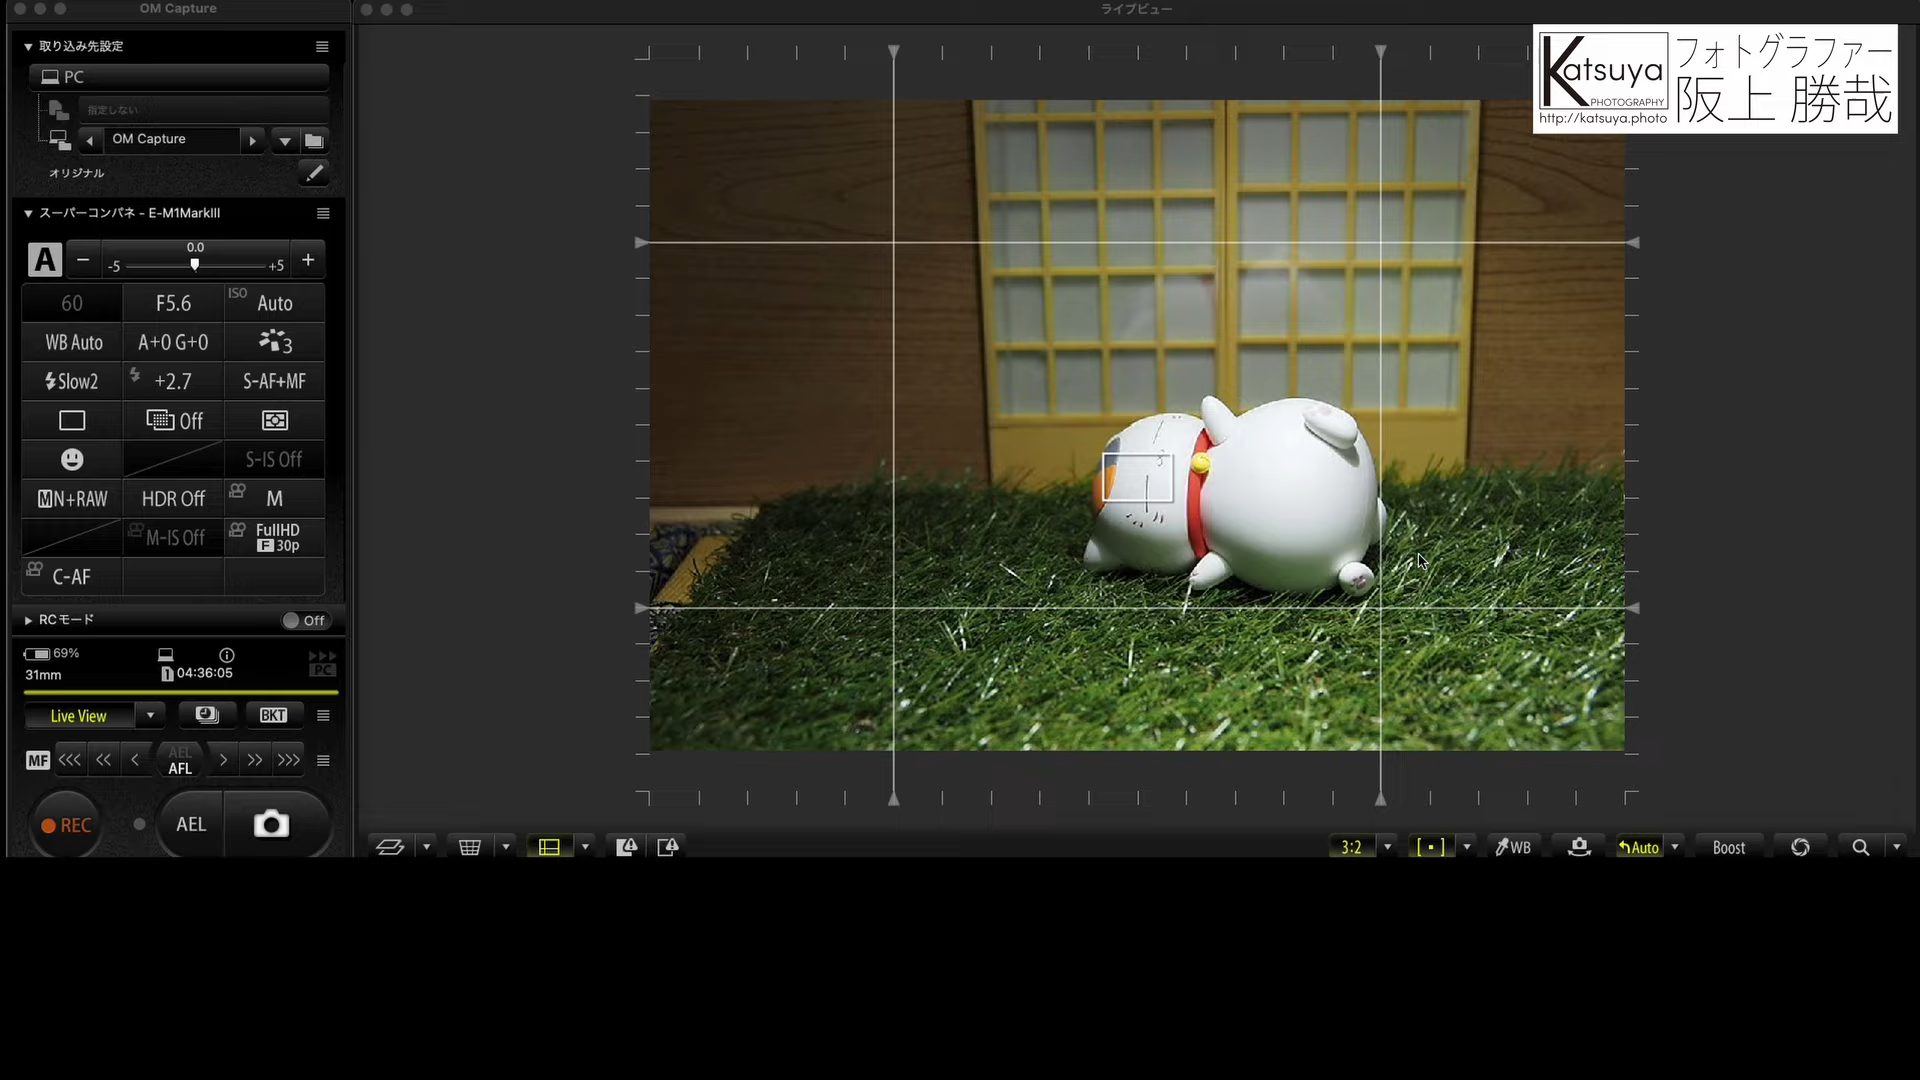 OM Capture
ライブビュー
取り込み先設定
PC
指定しない
OM Capture
オリジナル
スーパーコンパネ - E-M1MarkIII
A
0.0
-5
+5
60
F5.6
ISO Auto
WB Auto
A+0 G+0
3
Slow2
+2.7
S-AF+MF
Off
S-IS Off
MN+RAW
HDR Off
M
M-IS Off
FullHD
F 30p
C-AF
RCモード
Off
69%
31mm
1 04:36:05
PC
Live View
BKT
MF
AEL
AFL
REC
AEL
3:2
WB
Auto
Boost
Katsuya
PHOTOGRAPHY
http://katsuya.photo
フォトグラファー
阪上 勝哉